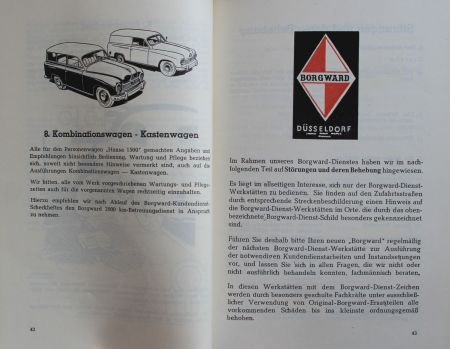 8. Kombinationswagen - Kastenwagen
Alle für den Personenwagen „Hansa 1500" gemachten Angaben und
Empfehlungen hinsichtlich Bedienung, Wartung und Pflege beziehen
sich, soweit nicht besondere Hinweise vermerkt sind, auch auf die
Ausführungen Kombinationswagen — Kastenwagen.
Wir bitten, alle vom Werk vorgeschriebenen Wartungs- und Pflege-
zeiten auch für die vorgenannten Wagen rechtzeitig einzuhalten.
Hierzu empfehlen wir nach Ablauf des Borgward-Kundendienst-
Scheckheftes den Borgward 2000 km-Betreuungsdienst in Anspruch
zu nehmen.
42
BORGWARD
DÜSSELDORF
Im Rahmen unseres Borgward-Dienstes haben wir im nach-
folgenden Teil auf Störungen und deren Behebung hingewiesen.
Es liegt im allseitigen Interesse, sich nur der Borgward-Dienst-
Werkstätten zu bedienen. Sie finden auf den Zufahrtsstraßen
durch entsprechende Streckenbeschilderung einen Hinweis auf
die Borgward-Dienst-Werkstätten im Orte, die durch das oben-
bezeichnete Borgward-Dienst-Schild besonders gekennzeichnet
sind.
Führen Sie deshalb bitte Ihren neuen „Borgward" regelmäßig
der nächsten Borgward-Dienst-Werkstätte zur Ausführung
der notwendigen Kundendienstarbeiten und Instandsetzungen
vor, und lassen Sie sich in allen Fragen, die wir nicht oder
nicht ausführlich behandeln konnten, fachmännisch beraten.
In diesen Werkstätten mit dem Borgward-Dienst-Zeichen
werden durch besonders geschulte Fachkräfte unter ausschließ-
licher Verwendung von Original-Borgward-Ersatzteilen alle
vorkommenden Schäden bis ins kleinste ordnungsgemäß
behoben.
43